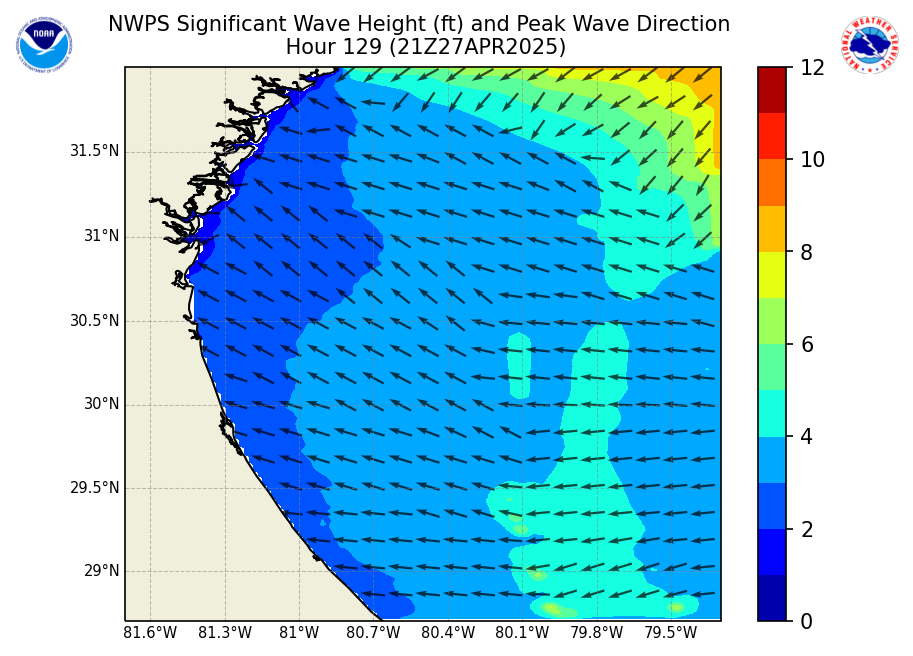 NWPS Significant Wave Height (ft) and Peak Wave Direction
Hour 129 (21Z27APR2025)
NOAA
NATIONAL WEATHER SERVICE
31.5°N
31°N
30.5°N
30°N
29.5°N
29°N
81.6°W 81.3°W 81°W 80.7°W 80.4°W 80.1°W 79.8°W 79.5°W
12
10
8
6
4
2
0